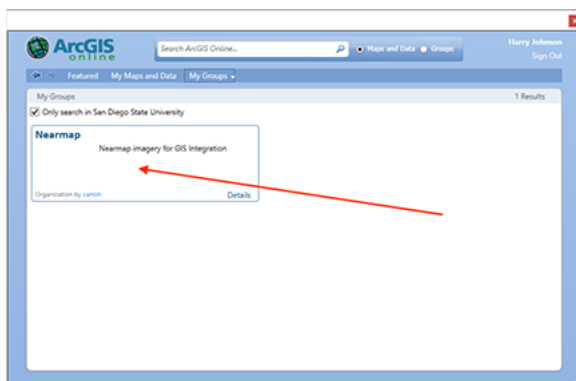 ArcGIS
online
Search ArcGIS Online...
Maps and Data Groups
Harry Johnson
Sign Out
Featured My Maps and Data My Groups
My Groups 1 Results
Only search in San Diego State University
Nearmap
Nearmap imagery for GIS Integration
Organization by cartoh Details